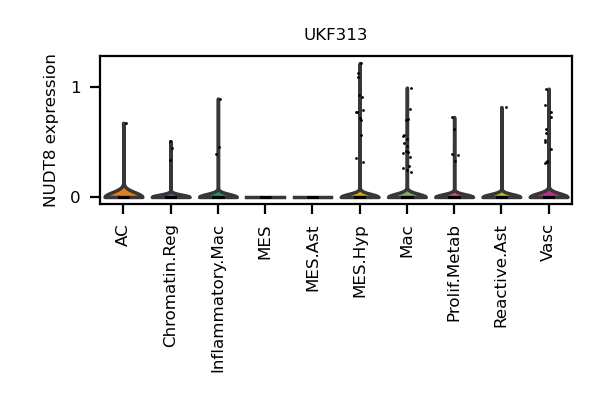 UKF313
NUDT8 expression
1
0
AC
Chromatin.Reg
Inflammatory.Mac
MES
MES.Ast
MES.Hyp
Mac
Prolif.Metab
Reactive.Ast
Vasc